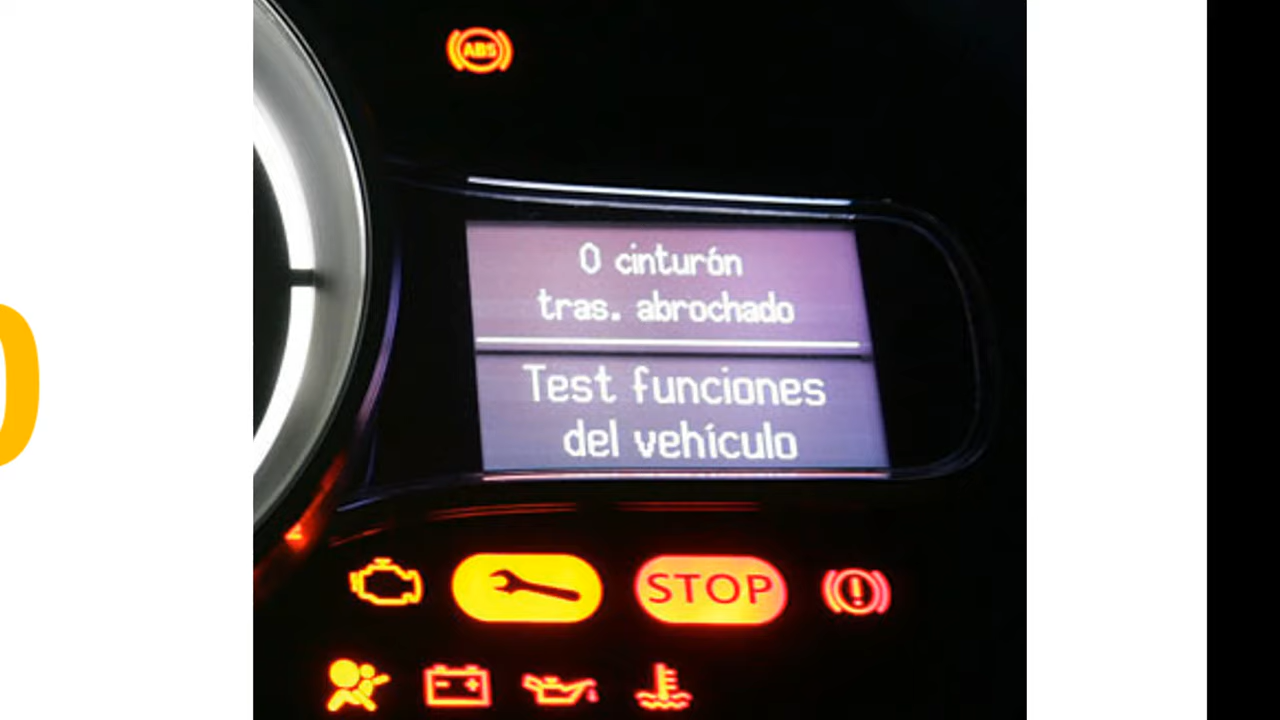 ABS
0 cinturón
tras. abrochado
Test funciones
del vehículo
STOP